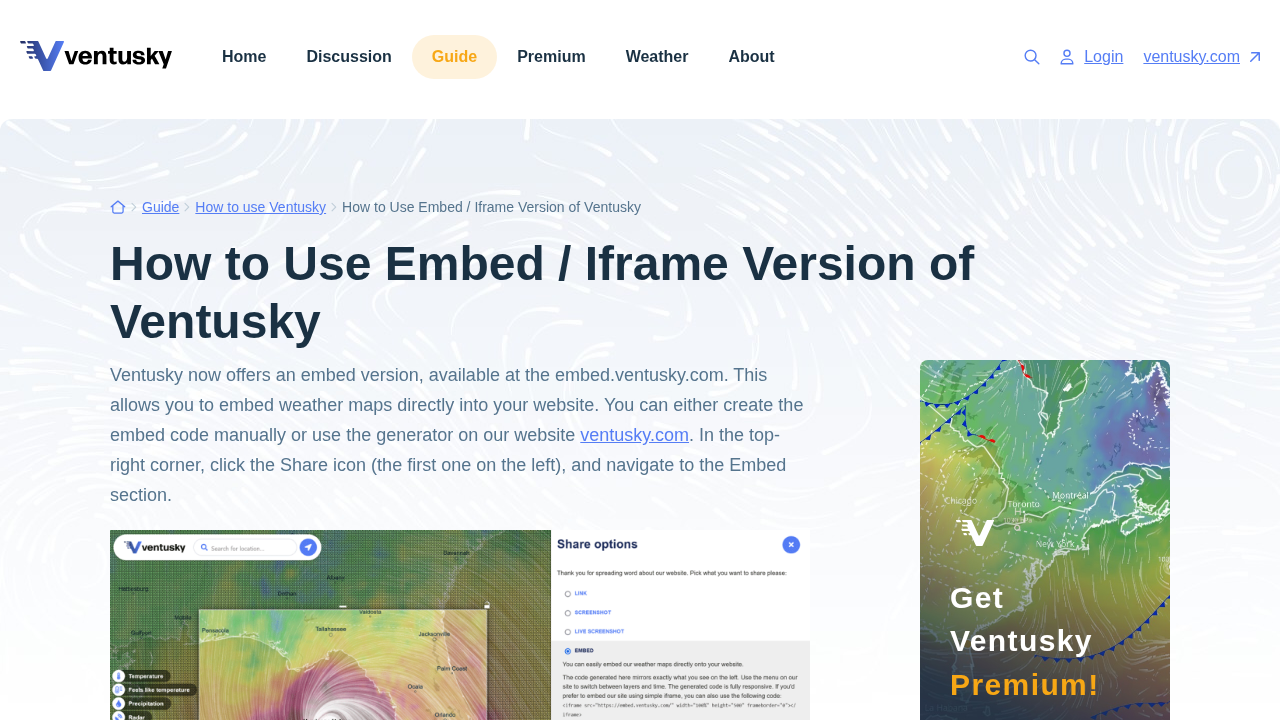 ventusky
Home
Discussion
Guide
Premium
Weather
About
Login
ventusky.com
Guide
How to use Ventusky
How to Use Embed / Iframe Version of Ventusky
How to Use Embed / Iframe Version of
Ventusky
Ventusky now offers an embed version, available at the embed.ventusky.com. This
allows you to embed weather maps directly into your website. You can either create the
embed code manually or use the generator on our website ventusky.com. In the top-
right corner, click the Share icon (the first one on the left), and navigate to the Embed
section.
ventusky
Search for location...
Savannah
Albany
Dothan
Hattiesburg
Mobile
Valdosta
Gulfport
Pensacola
Tallahassee
Jacksonville
Palm Coast
Ocala
Orlando
Temperature
Feels like temperature
Precipitation
Radar
Share options
Thank you for spreading word about our website. Pick what you want to share please:
LINK
SCREENSHOT
LIVE SCREENSHOT
EMBED
You can easily embed our weather maps directly onto your website.
The code generated here mirrors exactly what you see on the left. Use the menu on our
site to switch between layers and time. The generated code is fully responsive. If you'd
prefer to embed our site using simple iframe, you can also use the following code:
<iframe src="https://embed.ventusky.com/" width="100%" height="500" frameborder="0"></
iframe>
Chicago
Toronto
Montréal
H
New York
Get
Ventusky
Premium!